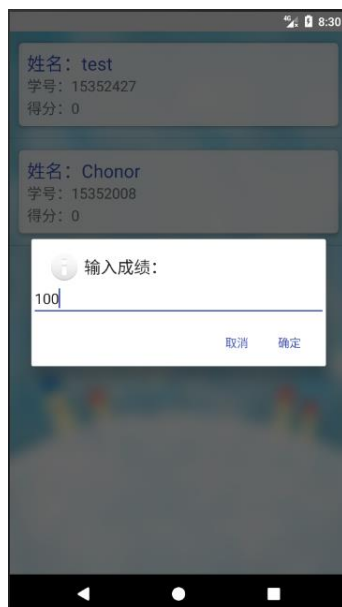 4G 8:30
姓名：test
学号：15352427
得分：0
姓名：Chonor
学号：15352008
得分：0
输入成绩：
100
取消 确定